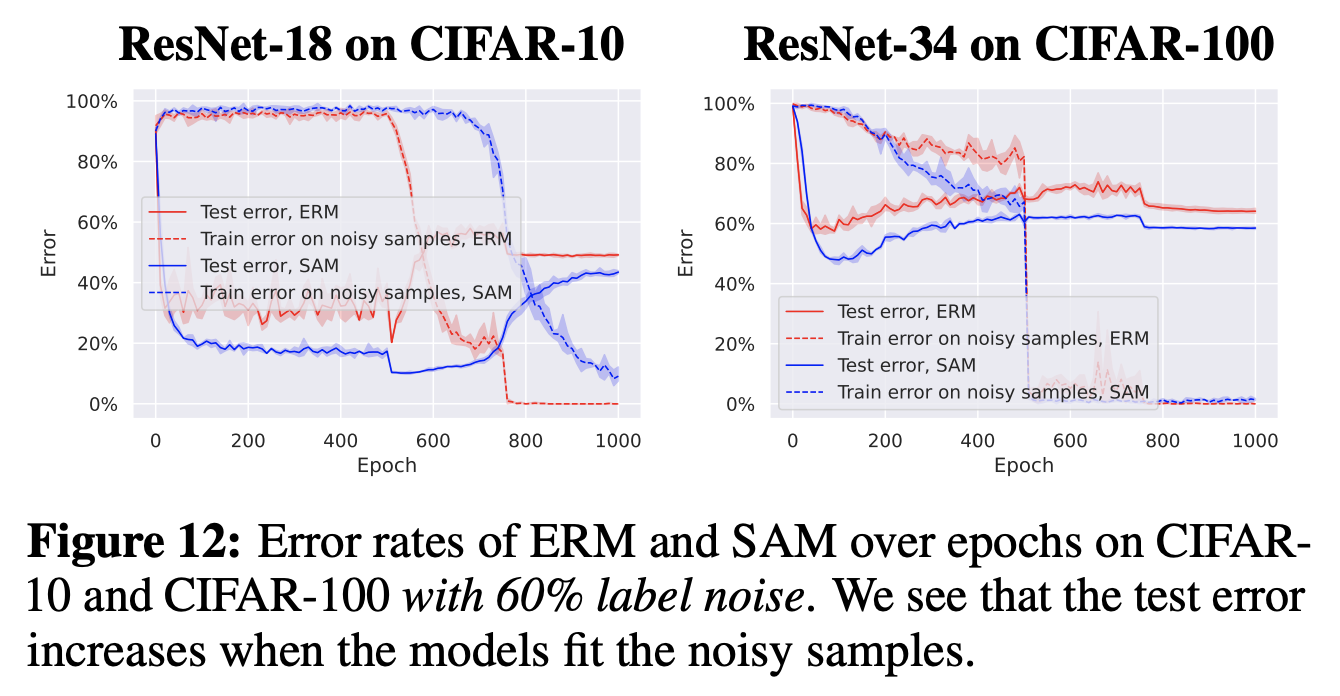 ResNet-18 on CIFAR-10
100%
80%
60%
40%
20%
0%
Error
Test error, ERM
Train error on noisy samples, ERM
Test error, SAM
Train error on noisy samples, SAM
0 200 400 600 800 1000
Epoch
ResNet-34 on CIFAR-100
100%
80%
60%
40%
20%
0%
Error
Test error, ERM
Train error on noisy samples, ERM
Test error, SAM
Train error on noisy samples, SAM
0 200 400 600 800 1000
Epoch
Figure 12: Error rates of ERM and SAM over epochs on CIFAR-
10 and CIFAR-100 with 60% label noise. We see that the test error
increases when the models fit the noisy samples.